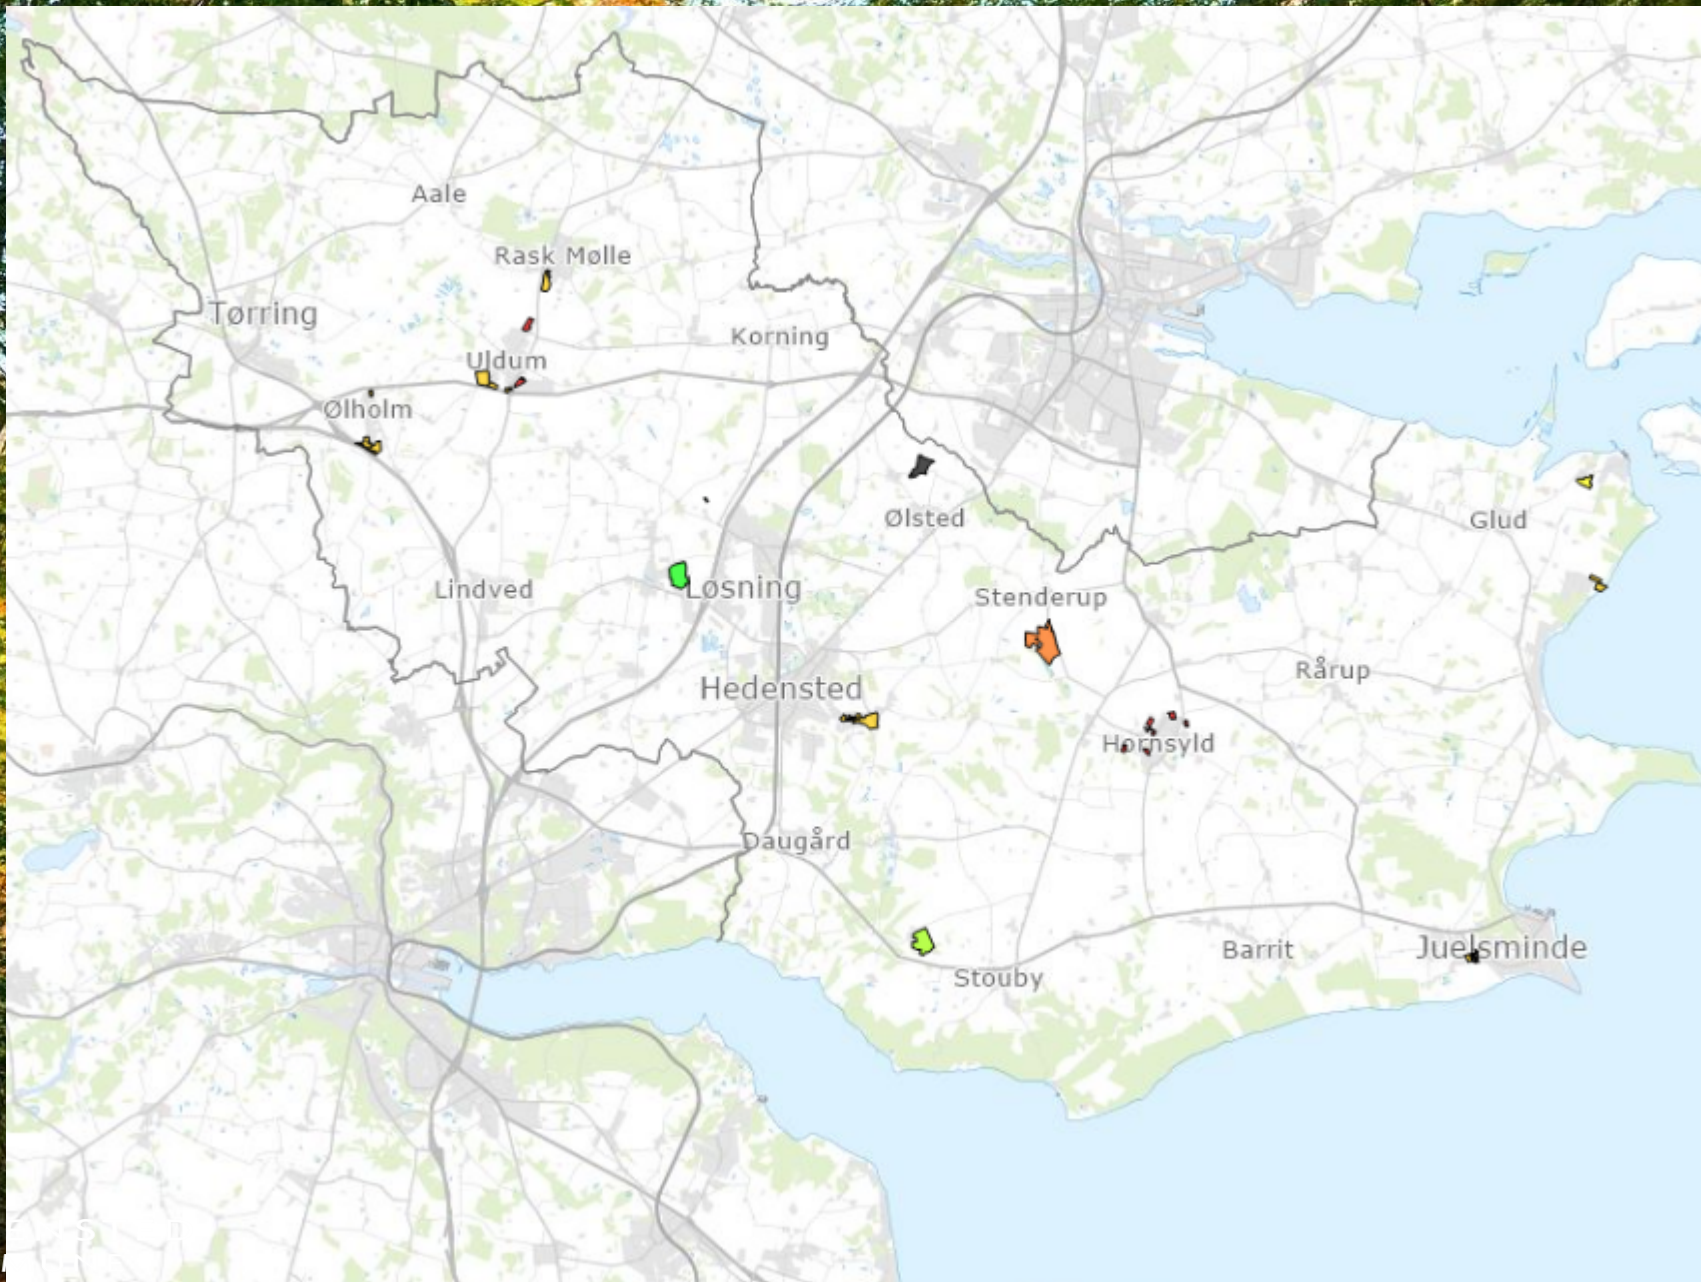 Aale
Rask Mølle
Tørring
Korning
Uldum
Ølholm
Ølsted
Glud
Lindved
Løsning
Stenderup
Rårup
Hedensted
Hornsyld
Daugård
Juelsminde
Barrit
Stouby